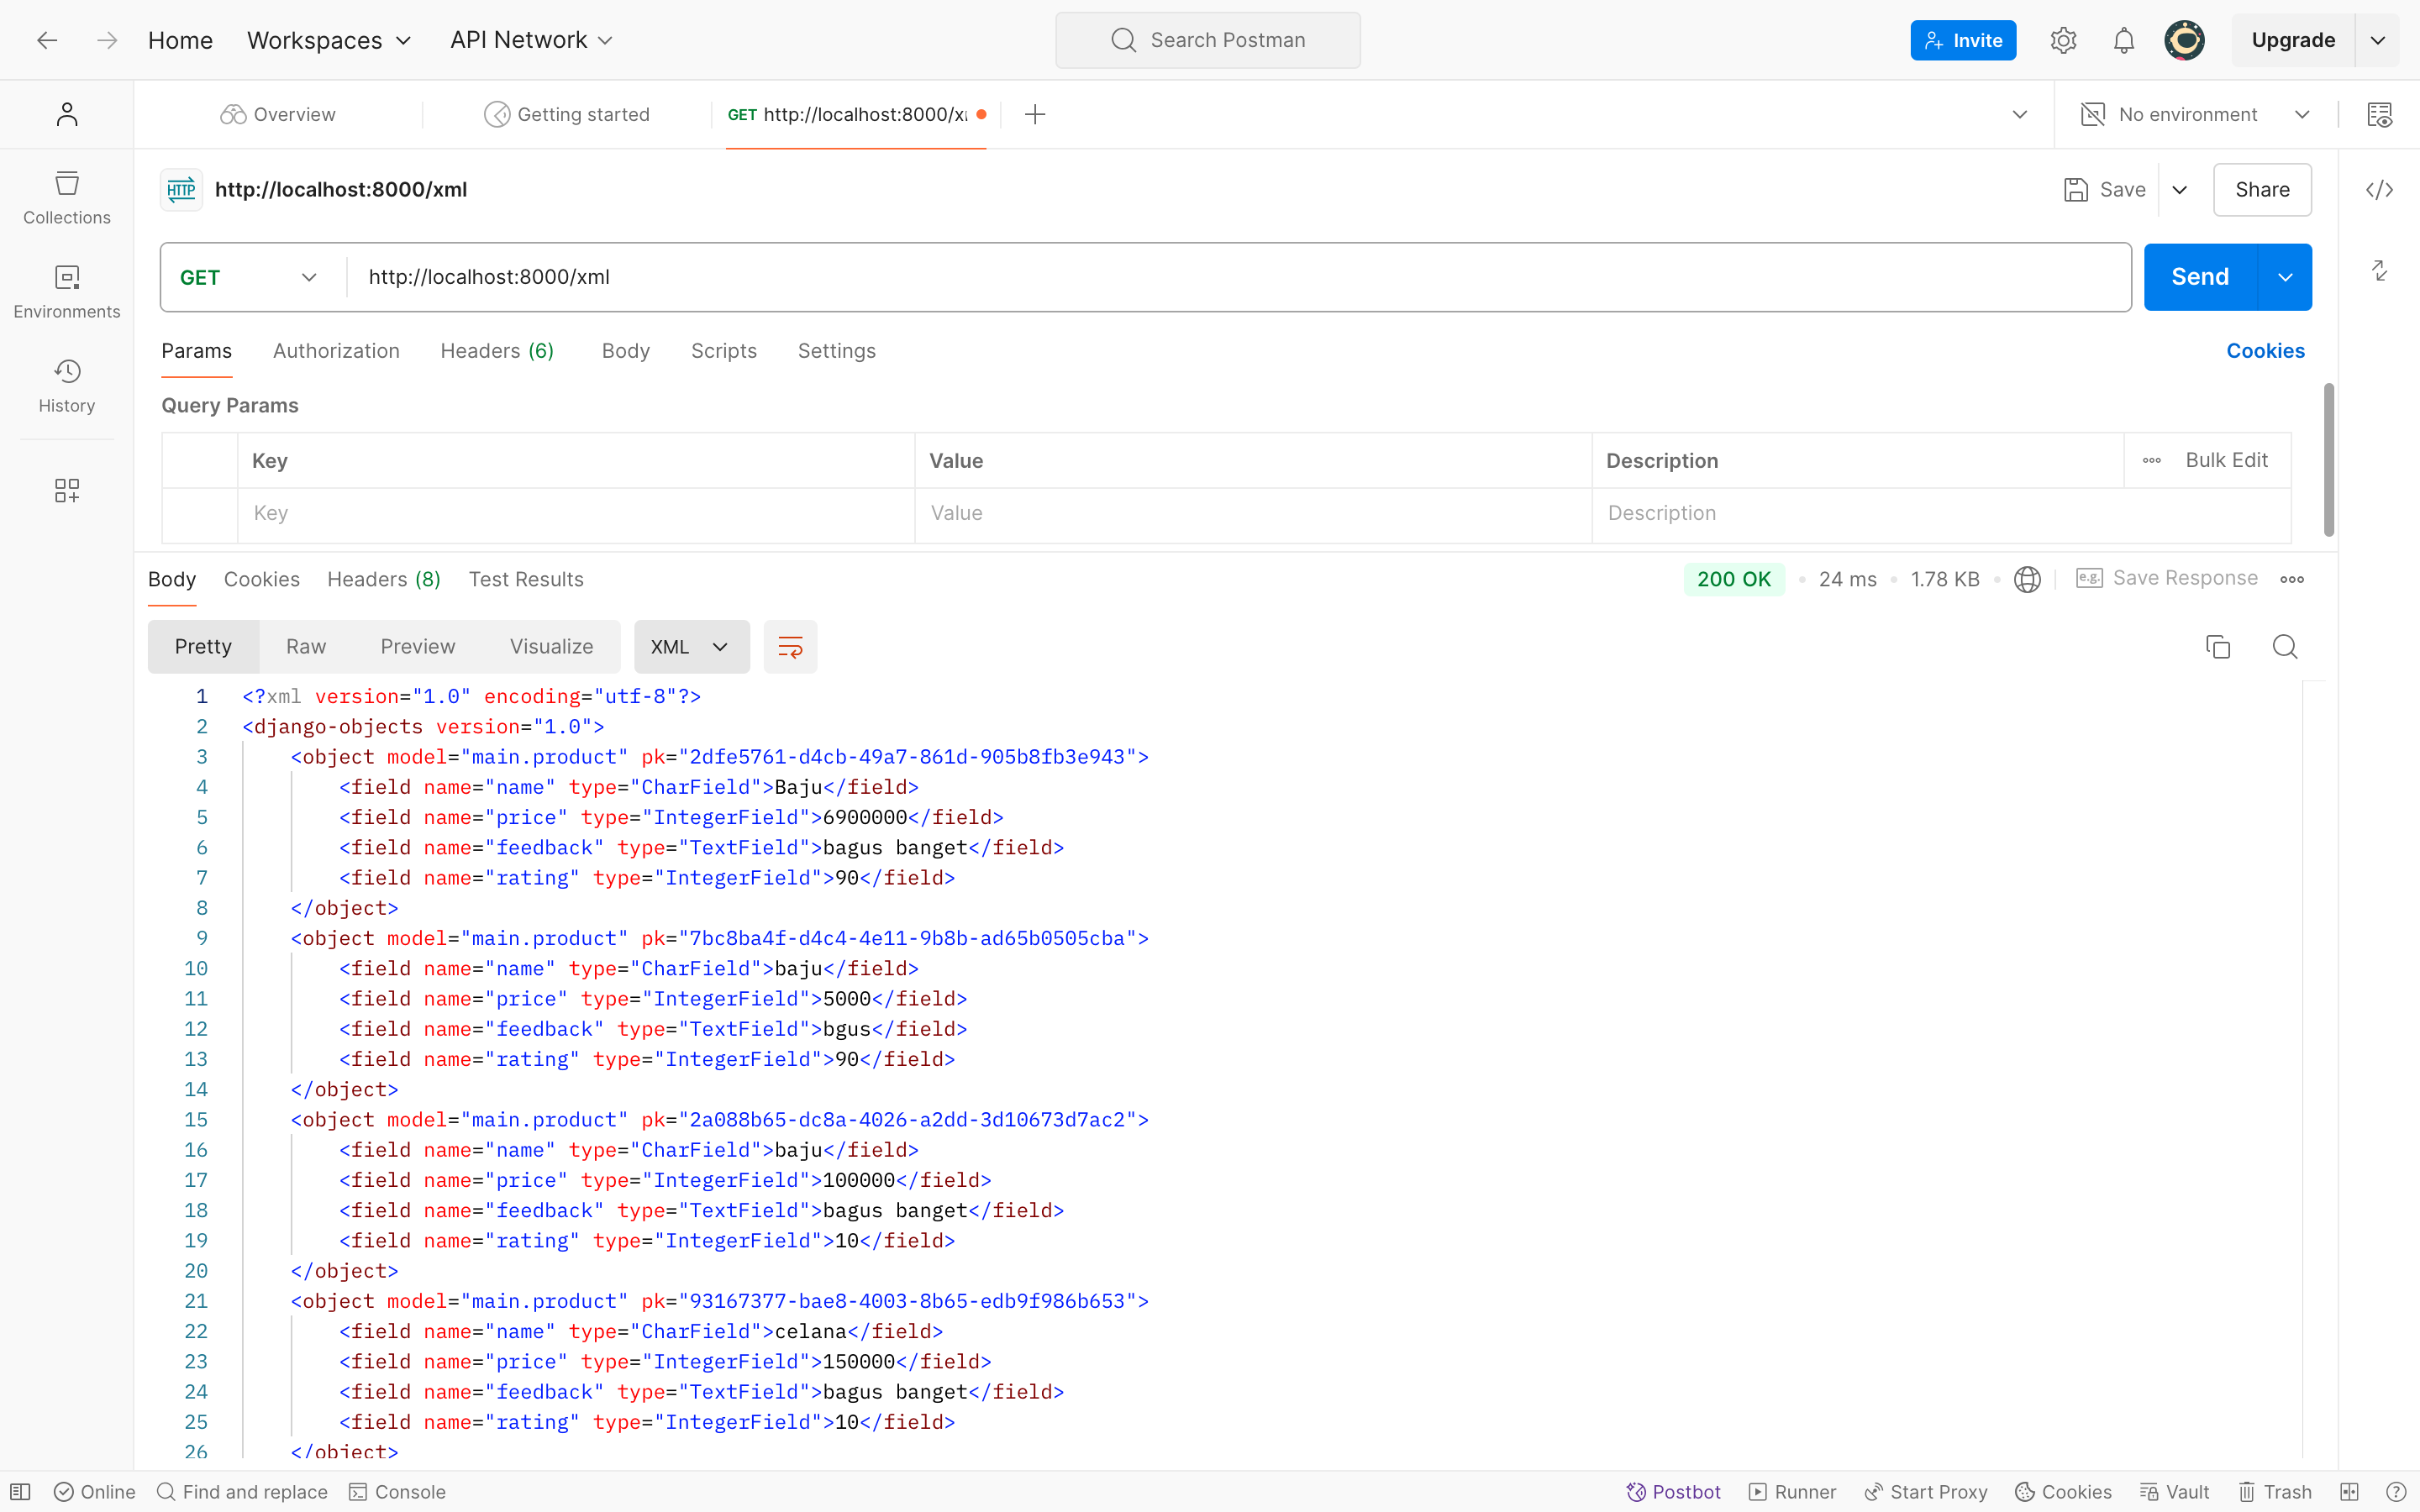 Home Workspaces API Network Search Postman Invite Upgrade
Overview Getting started GET http://localhost:8000/x No environment
Collections
Environments
History
HTTP http://localhost:8000/xml Save Share
GET http://localhost:8000/xml Send
Params Authorization Headers (6) Body Scripts Settings Cookies
Query Params
Key Value Description Bulk Edit
Key Value Description
Body Cookies Headers (8) Test Results 200 OK 24 ms 1.78 KB e.g. Save Response
Pretty Raw Preview Visualize XML
1 <?xml version="1.0" encoding="utf-8"?>
2 <django-objects version="1.0">
3 <object model="main.product" pk="2dfe5761-d4cb-49a7-861d-905b8fb3e943">
4 <field name="name" type="CharField">Baju</field>
5 <field name="price" type="IntegerField">6900000</field>
6 <field name="feedback" type="TextField">bagus banget</field>
7 <field name="rating" type="IntegerField">90</field>
8 </object>
9 <object model="main.product" pk="7bc8ba4f-d4c4-4e11-9b8b-ad65b0505cba">
10 <field name="name" type="CharField">baju</field>
11 <field name="price" type="IntegerField">5000</field>
12 <field name="feedback" type="TextField">bgus</field>
13 <field name="rating" type="IntegerField">90</field>
14 </object>
15 <object model="main.product" pk="2a088b65-dc8a-4026-a2dd-3d10673d7ac2">
16 <field name="name" type="CharField">baju</field>
17 <field name="price" type="IntegerField">100000</field>
18 <field name="feedback" type="TextField">bagus banget</field>
19 <field name="rating" type="IntegerField">10</field>
20 </object>
21 <object model="main.product" pk="93167377-bae8-4003-8b65-edb9f986b653">
22 <field name="name" type="CharField">celana</field>
23 <field name="price" type="IntegerField">150000</field>
24 <field name="feedback" type="TextField">bagus banget</field>
25 <field name="rating" type="IntegerField">10</field>
26 </object>
Online Find and replace Console Postbot Runner Start Proxy Cookies Vault Trash